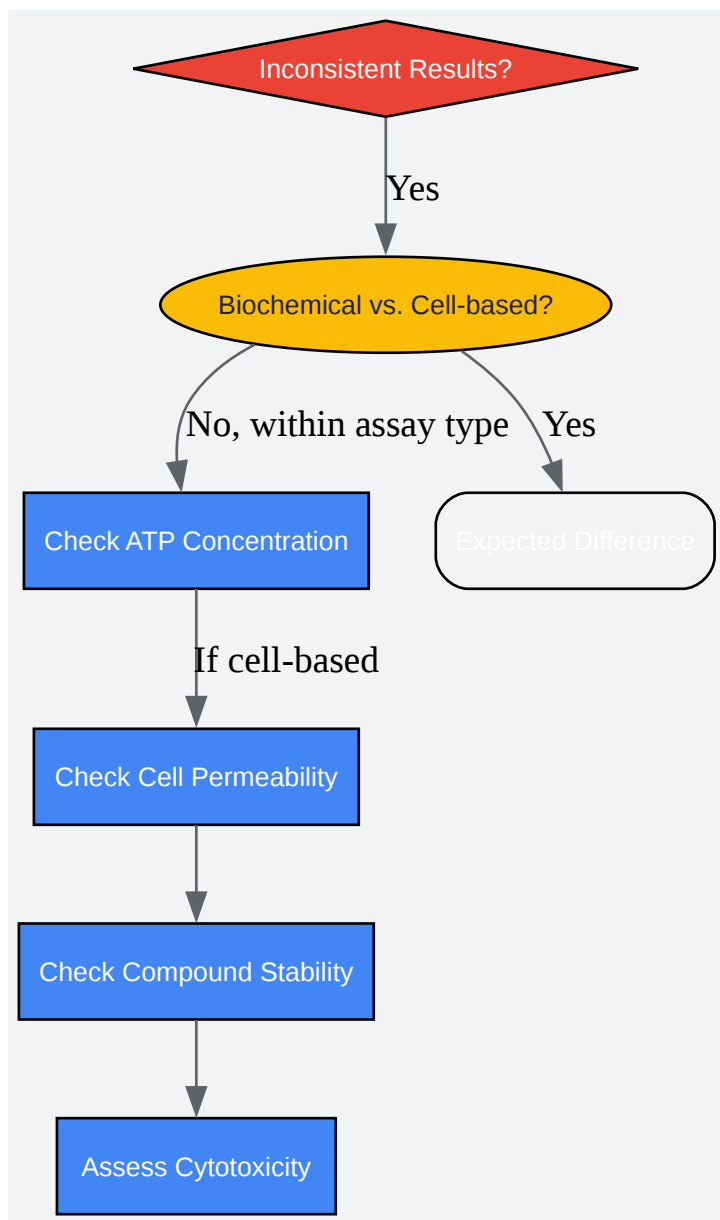 Inconsistent Results?
Yes
Biochemical vs. Cell-based?
No, within assay type
Yes
Check ATP Concentration
Expected Difference
If cell-based
Check Cell Permeability
Check Compound Stability
Assess Cytotoxicity